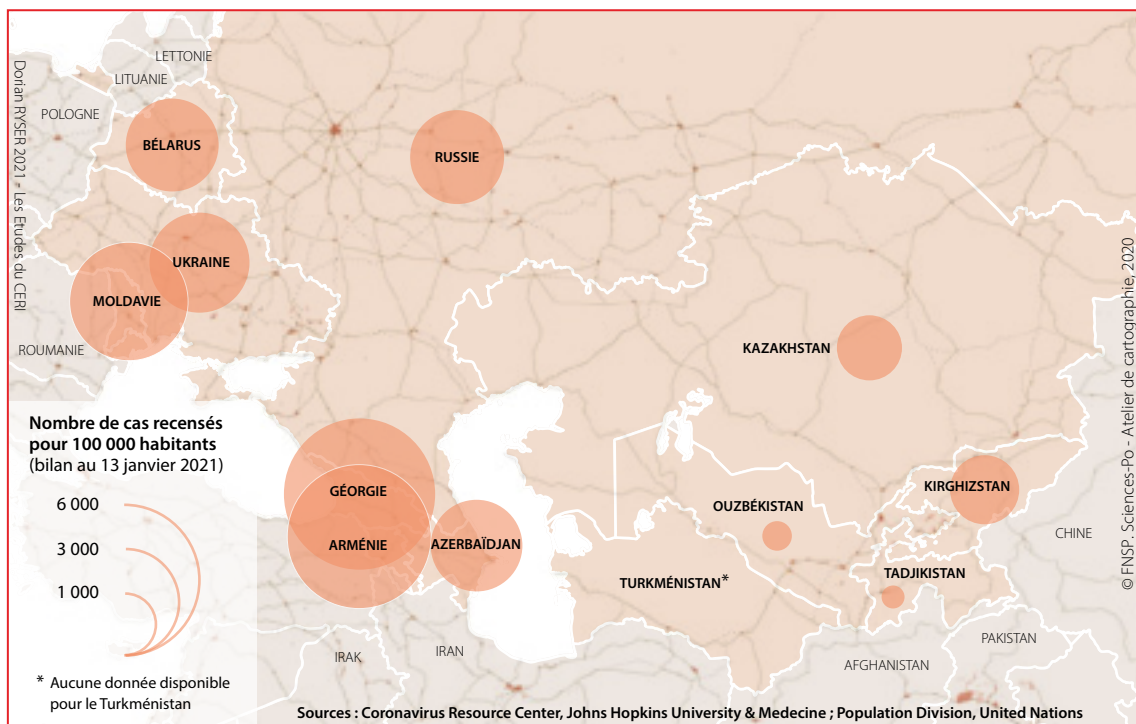 LETTONIE
LITUANIE
POLOGNE
BÉLARUS
RUSSIE
UKRAINE
MOLDAVIE
ROUMANIE
KAZAKHSTAN
GÉORGIE
ARMÉNIE
AZERBAÏDJAN
OUZBÉKISTAN
KIRGHIZSTAN
CHINE
TURKMÉNISTAN*
TADJIKISTAN
IRAK
IRAN
AFGHANISTAN
PAKISTAN
Dorian RYSER 2021 - Les Etudes du CERI
© FNSP. Sciences-Po - Atelier de cartographie, 2020
Nombre de cas recensés
pour 100 000 habitants
(bilan au 13 janvier 2021)
6 000
3 000
1 000
* Aucune donnée disponible
pour le Turkménistan
Sources : Coronavirus Resource Center, Johns Hopkins University & Medecine ; Population Division, United Nations